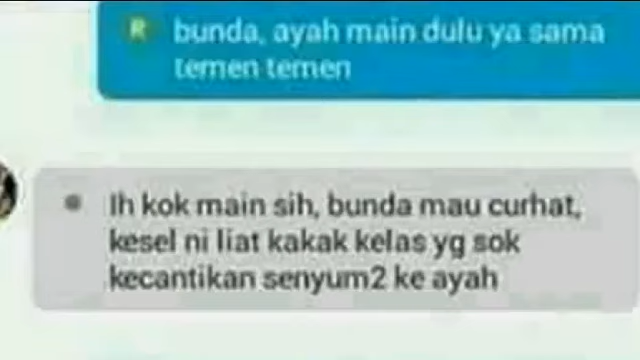 R bunda, ayah main dulu ya sama
temen temen
Ih kok main sih, bunda mau curhat,
kesel ni liat kakak kelas yg sok
kecantikan senyum2 ke ayah